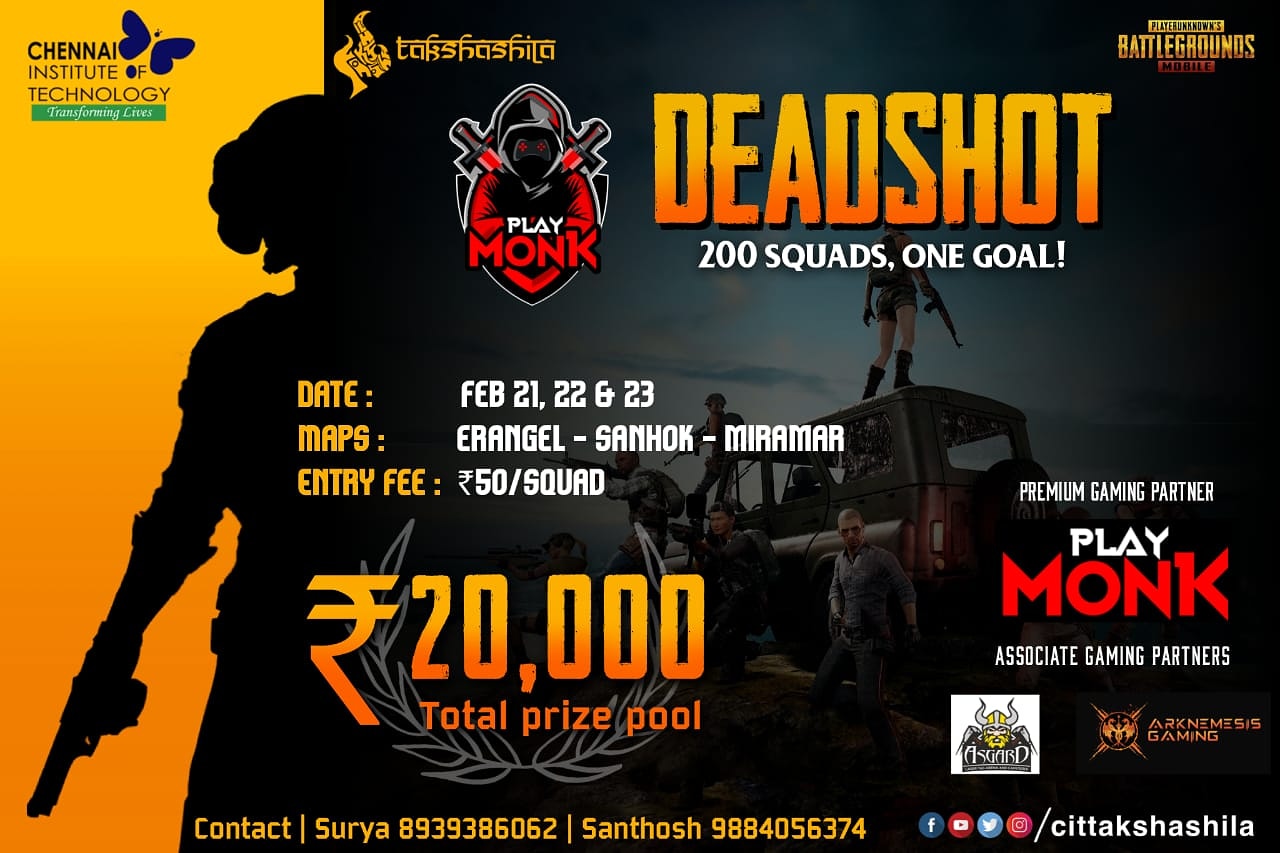 CHENNAI
INSTITUTE OF
TECHNOLOGY
Transforming Lives
takshashila
PLAYERUNKNOWN'S
BATTLEGROUNDS
MOBILE
PLAY
MONK
DEADSHOT
200 SQUADS, ONE GOAL!
DATE : FEB 21, 22 & 23
MAPS : ERANGEL - SANHOK - MIRAMAR
ENTRY FEE : ₹50/SQUAD
₹20,000
Total prize pool
PREMIUM GAMING PARTNER
PLAY
MONK
ASSOCIATE GAMING PARTNERS
ASGARD
ARKNEMESIS
GAMING
Contact | Surya 8939386062 | Santhosh 9884056374
/cittakshashila